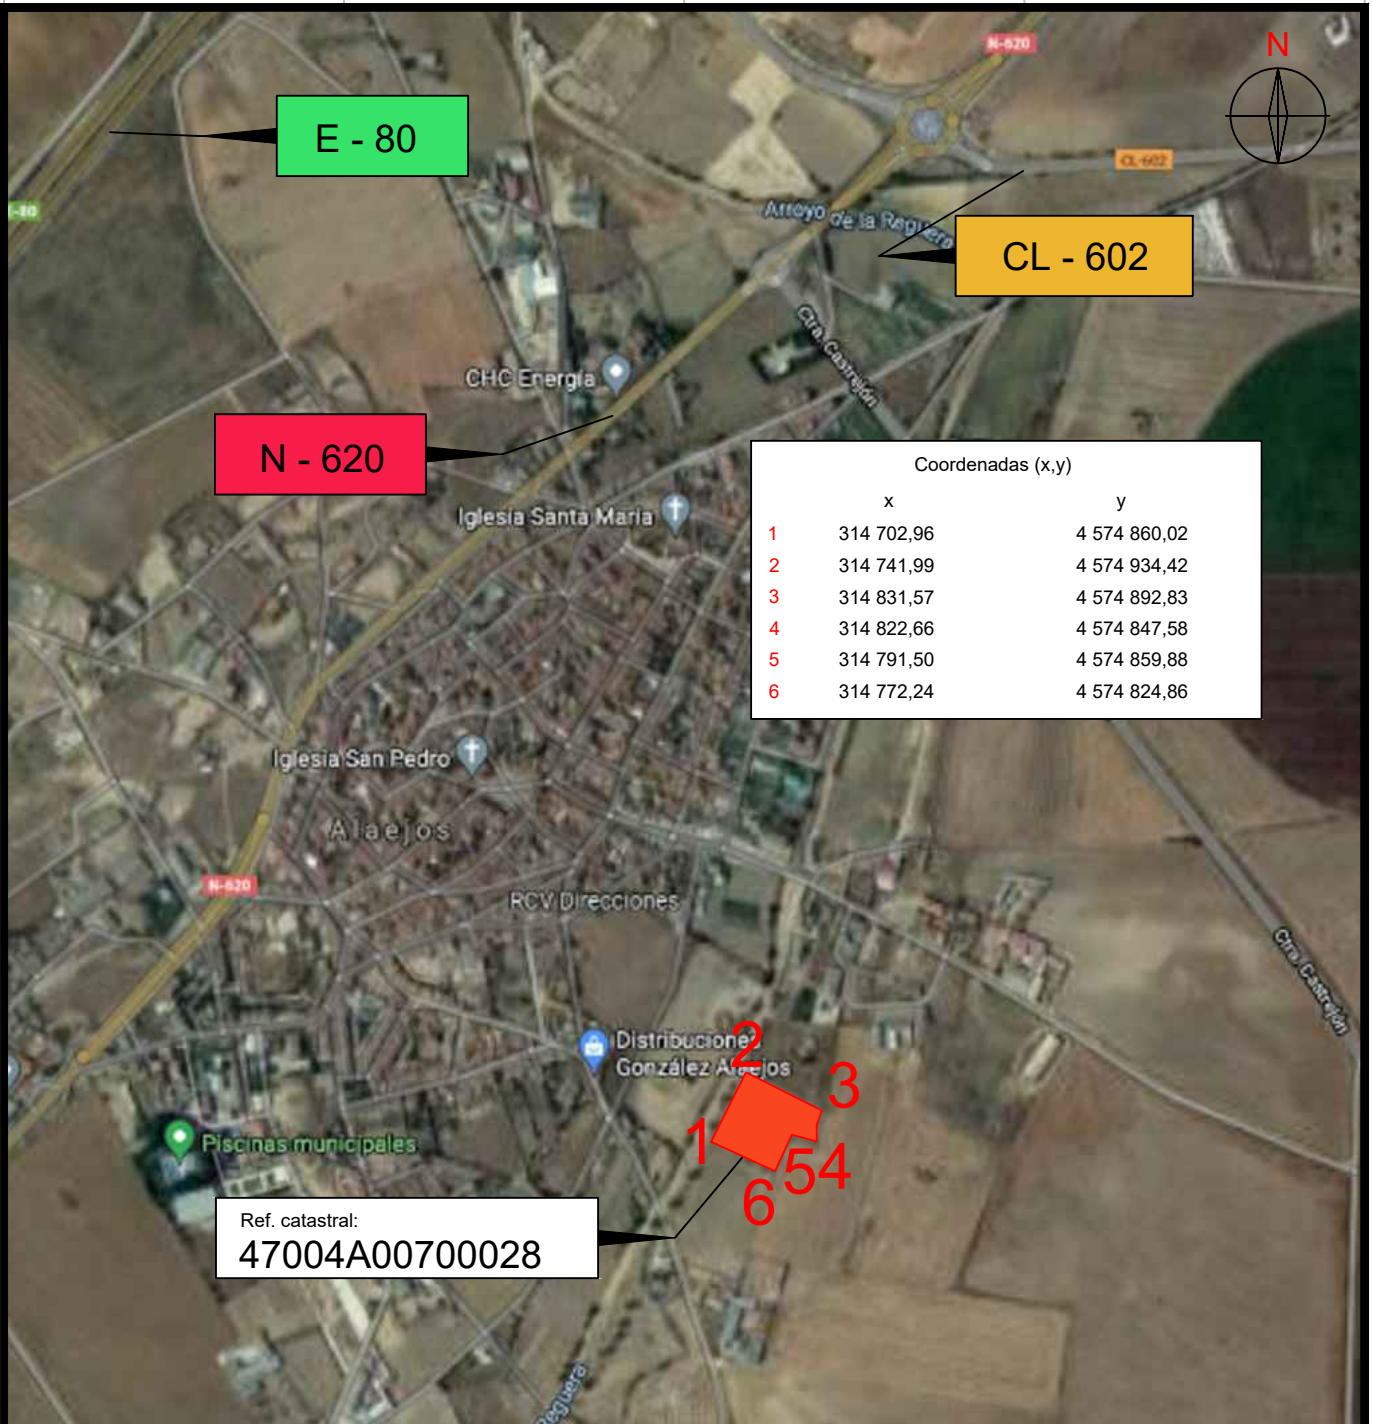 N-620
N
E - 80
CL-602
E-80
Arroyo de la Reguera
CL - 602
Ctra. Castrejón
CHC Energía
N - 620
Coordenadas (x,y)
x y
1 314 702,96 4 574 860,02
2 314 741,99 4 574 934,42
3 314 831,57 4 574 892,83
4 314 822,66 4 574 847,58
5 314 791,50 4 574 859,88
6 314 772,24 4 574 824,86
Iglesia Santa María
Iglesia San Pedro
Alaejos
N-620
RCV Direcciones
Ctra. Castrejón
Distribuciones
González Alaejos
2
3
1
54
6
Piscinas municipales
Ref. catastral:
47004A00700028
Reguera